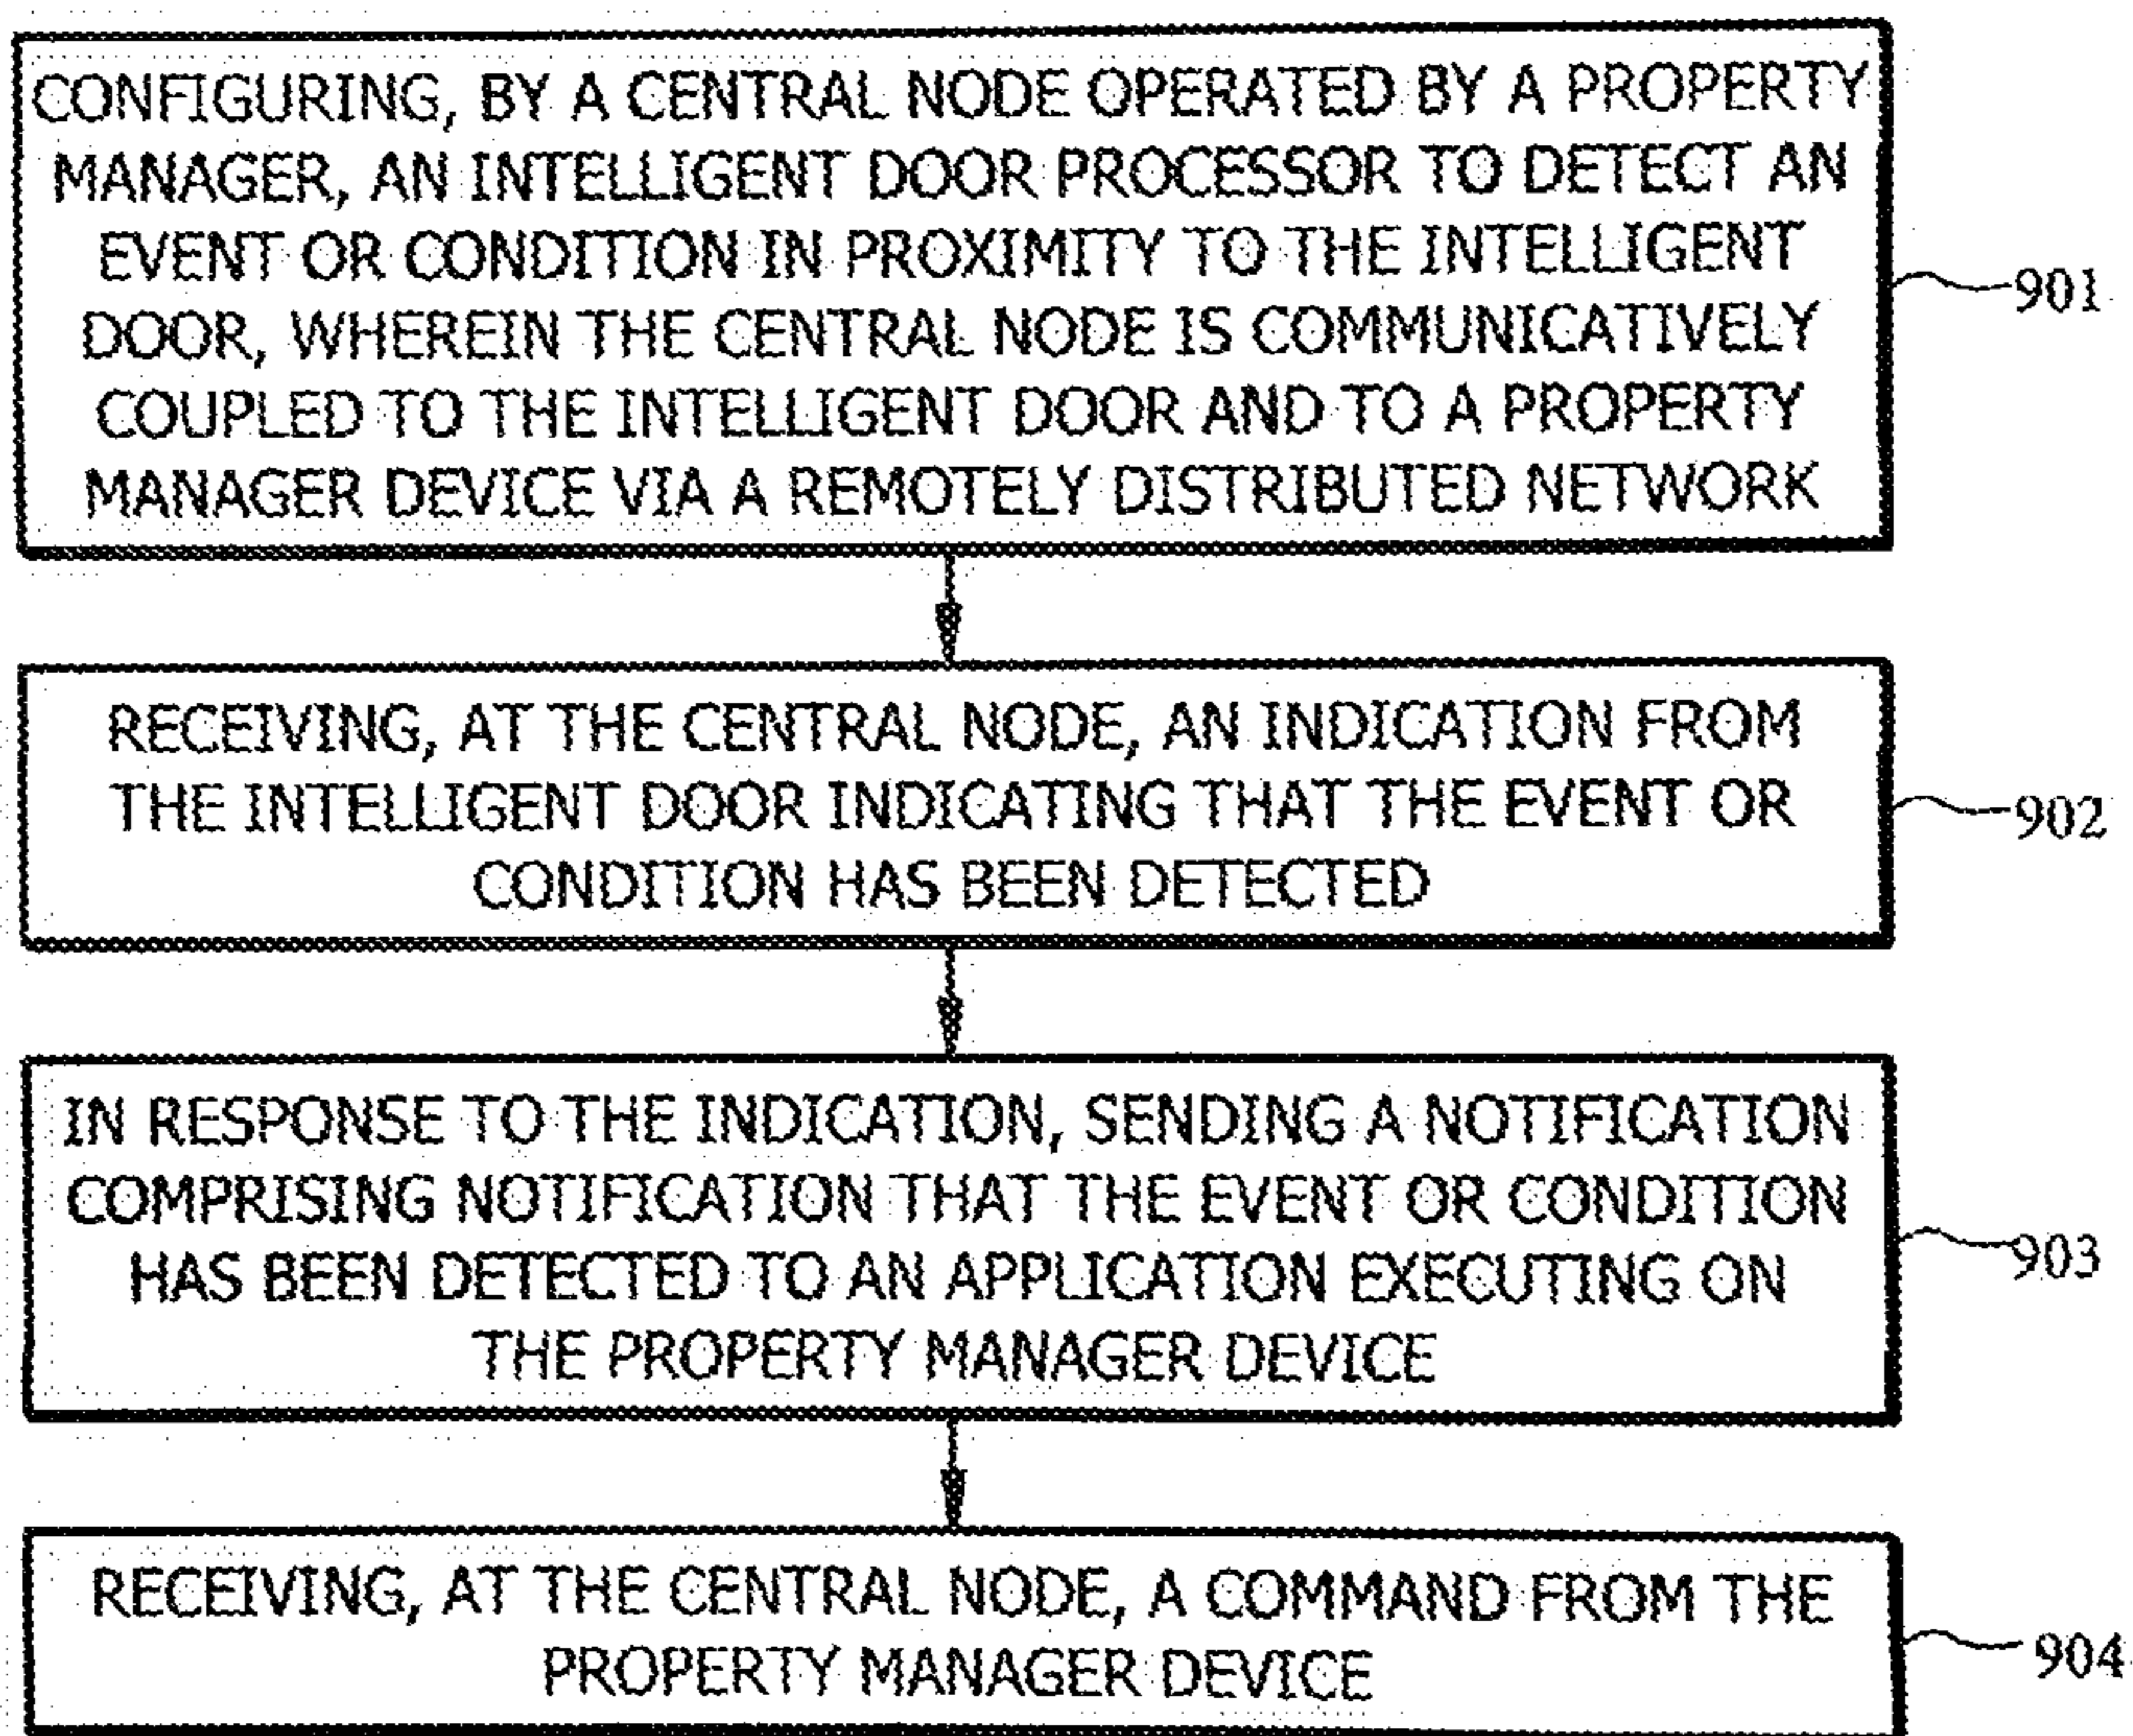 CONFIGURING, BY A CENTRAL NODE OPERATED BY A PROPERTY
MANAGER, AN INTELLIGENT DOOR PROCESSOR TO DETECT AN
EVENT OR CONDITION IN PROXIMITY TO THE INTELLIGENT
DOOR, WHEREIN THE CENTRAL NODE IS COMMUNICATIVELY
COUPLED TO THE INTELLIGENT DOOR AND TO A PROPERTY
MANAGER DEVICE VIA A REMOTELY DISTRIBUTED NETWORK
901
RECEIVING, AT THE CENTRAL NODE, AN INDICATION FROM
THE INTELLIGENT DOOR INDICATING THAT THE EVENT OR
CONDITION HAS BEEN DETECTED
902
IN RESPONSE TO THE INDICATION, SENDING A NOTIFICATION
COMPRISING NOTIFICATION THAT THE EVENT OR CONDITION
HAS BEEN DETECTED TO AN APPLICATION EXECUTING ON
THE PROPERTY MANAGER DEVICE
903
RECEIVING, AT THE CENTRAL NODE, A COMMAND FROM THE
PROPERTY MANAGER DEVICE
904